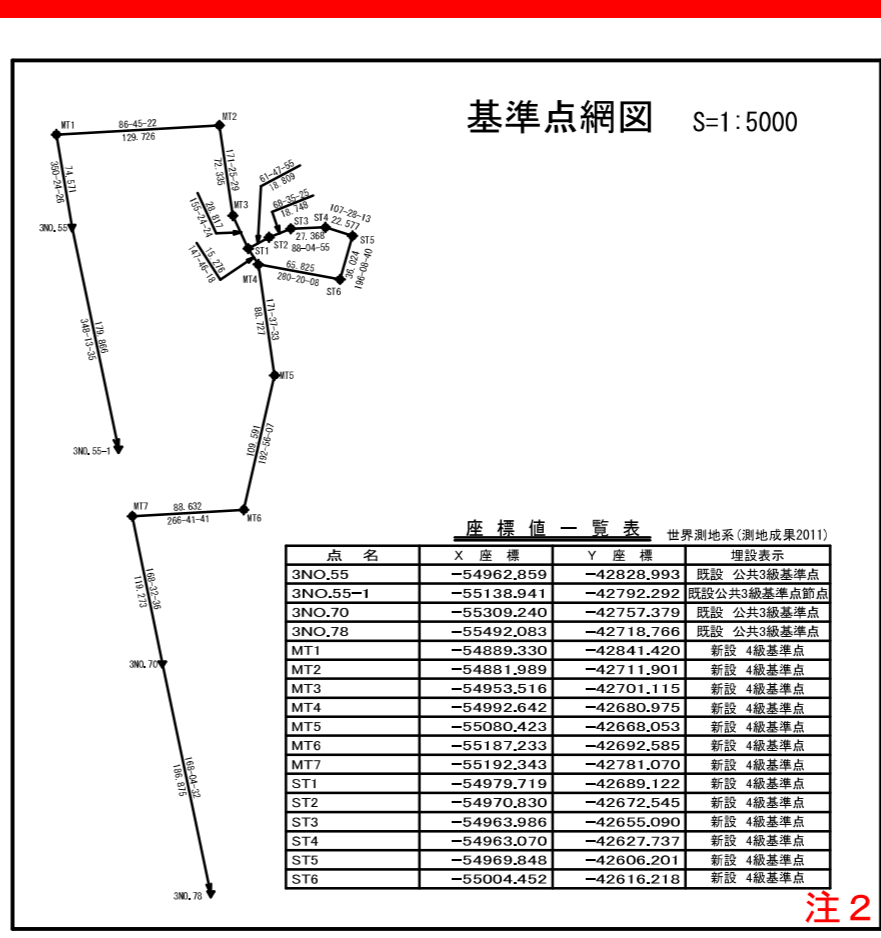 基準点網図 S=1:5000
MT1
86-45-22
129.726
MT2
74.571
350-24-26
3NO.55
179.866
348-13-35
3NO.55-1
171-25-29
72.335
MT3
28.817
155-24-24
15.276
147-46-18
61-47-55
18.809
68-35-25
18.748
ST1
ST2
ST3
27.368
88-04-55
ST4
107-28-13
22.577
ST5
36.024
196-08-40
ST6
65.825
280-20-08
MT4
171-37-33
88.727
MT5
109.591
192-56-07
MT6
88.632
266-41-41
MT7
168-32-36
119.273
3NO.70
168-04-32
186.875
3NO.78
座標値一覧表 世界測地系(測地成果2011)
点名 X座標 Y座標 埋設表示
3NO.55 -54962.859 -42828.993 既設 公共3級基準点
3NO.55-1 -55138.941 -42792.292 既設公共3級基準点節点
3NO.70 -55309.240 -42757.379 既設 公共3級基準点
3NO.78 -55492.083 -42718.766 既設 公共3級基準点
MT1 -54889.330 -42841.420 新設 4級基準点
MT2 -54881.989 -42711.901 新設 4級基準点
MT3 -54953.516 -42701.115 新設 4級基準点
MT4 -54992.642 -42680.975 新設 4級基準点
MT5 -55080.423 -42668.053 新設 4級基準点
MT6 -55187.233 -42692.585 新設 4級基準点
MT7 -55192.343 -42781.070 新設 4級基準点
ST1 -54979.719 -42689.122 新設 4級基準点
ST2 -54970.830 -42672.545 新設 4級基準点
ST3 -54963.986 -42655.090 新設 4級基準点
ST4 -54963.070 -42627.737 新設 4級基準点
ST5 -54969.848 -42606.201 新設 4級基準点
ST6 -55004.452 -42616.218 新設 4級基準点
注2